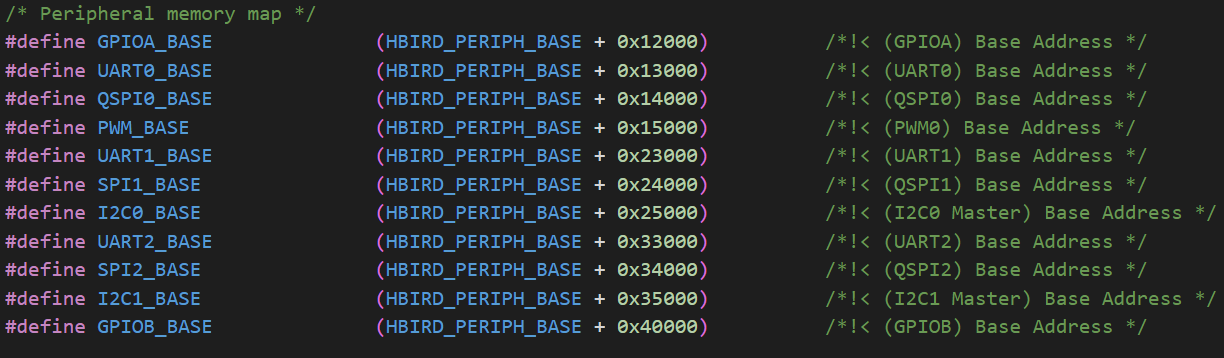 /* Peripheral memory map */
#define GPIOA_BASE (HBIRD_PERIPH_BASE + 0x12000) /*!< (GPIOA) Base Address */
#define UART0_BASE (HBIRD_PERIPH_BASE + 0x13000) /*!< (UART0) Base Address */
#define QSPI0_BASE (HBIRD_PERIPH_BASE + 0x14000) /*!< (QSPI0) Base Address */
#define PWM_BASE (HBIRD_PERIPH_BASE + 0x15000) /*!< (PWM0) Base Address */
#define UART1_BASE (HBIRD_PERIPH_BASE + 0x23000) /*!< (UART1) Base Address */
#define SPI1_BASE (HBIRD_PERIPH_BASE + 0x24000) /*!< (QSPI1) Base Address */
#define I2C0_BASE (HBIRD_PERIPH_BASE + 0x25000) /*!< (I2C0 Master) Base Address */
#define UART2_BASE (HBIRD_PERIPH_BASE + 0x33000) /*!< (UART2) Base Address */
#define SPI2_BASE (HBIRD_PERIPH_BASE + 0x34000) /*!< (QSPI2) Base Address */
#define I2C1_BASE (HBIRD_PERIPH_BASE + 0x35000) /*!< (I2C1 Master) Base Address */
#define GPIOB_BASE (HBIRD_PERIPH_BASE + 0x40000) /*!< (GPIOB) Base Address */